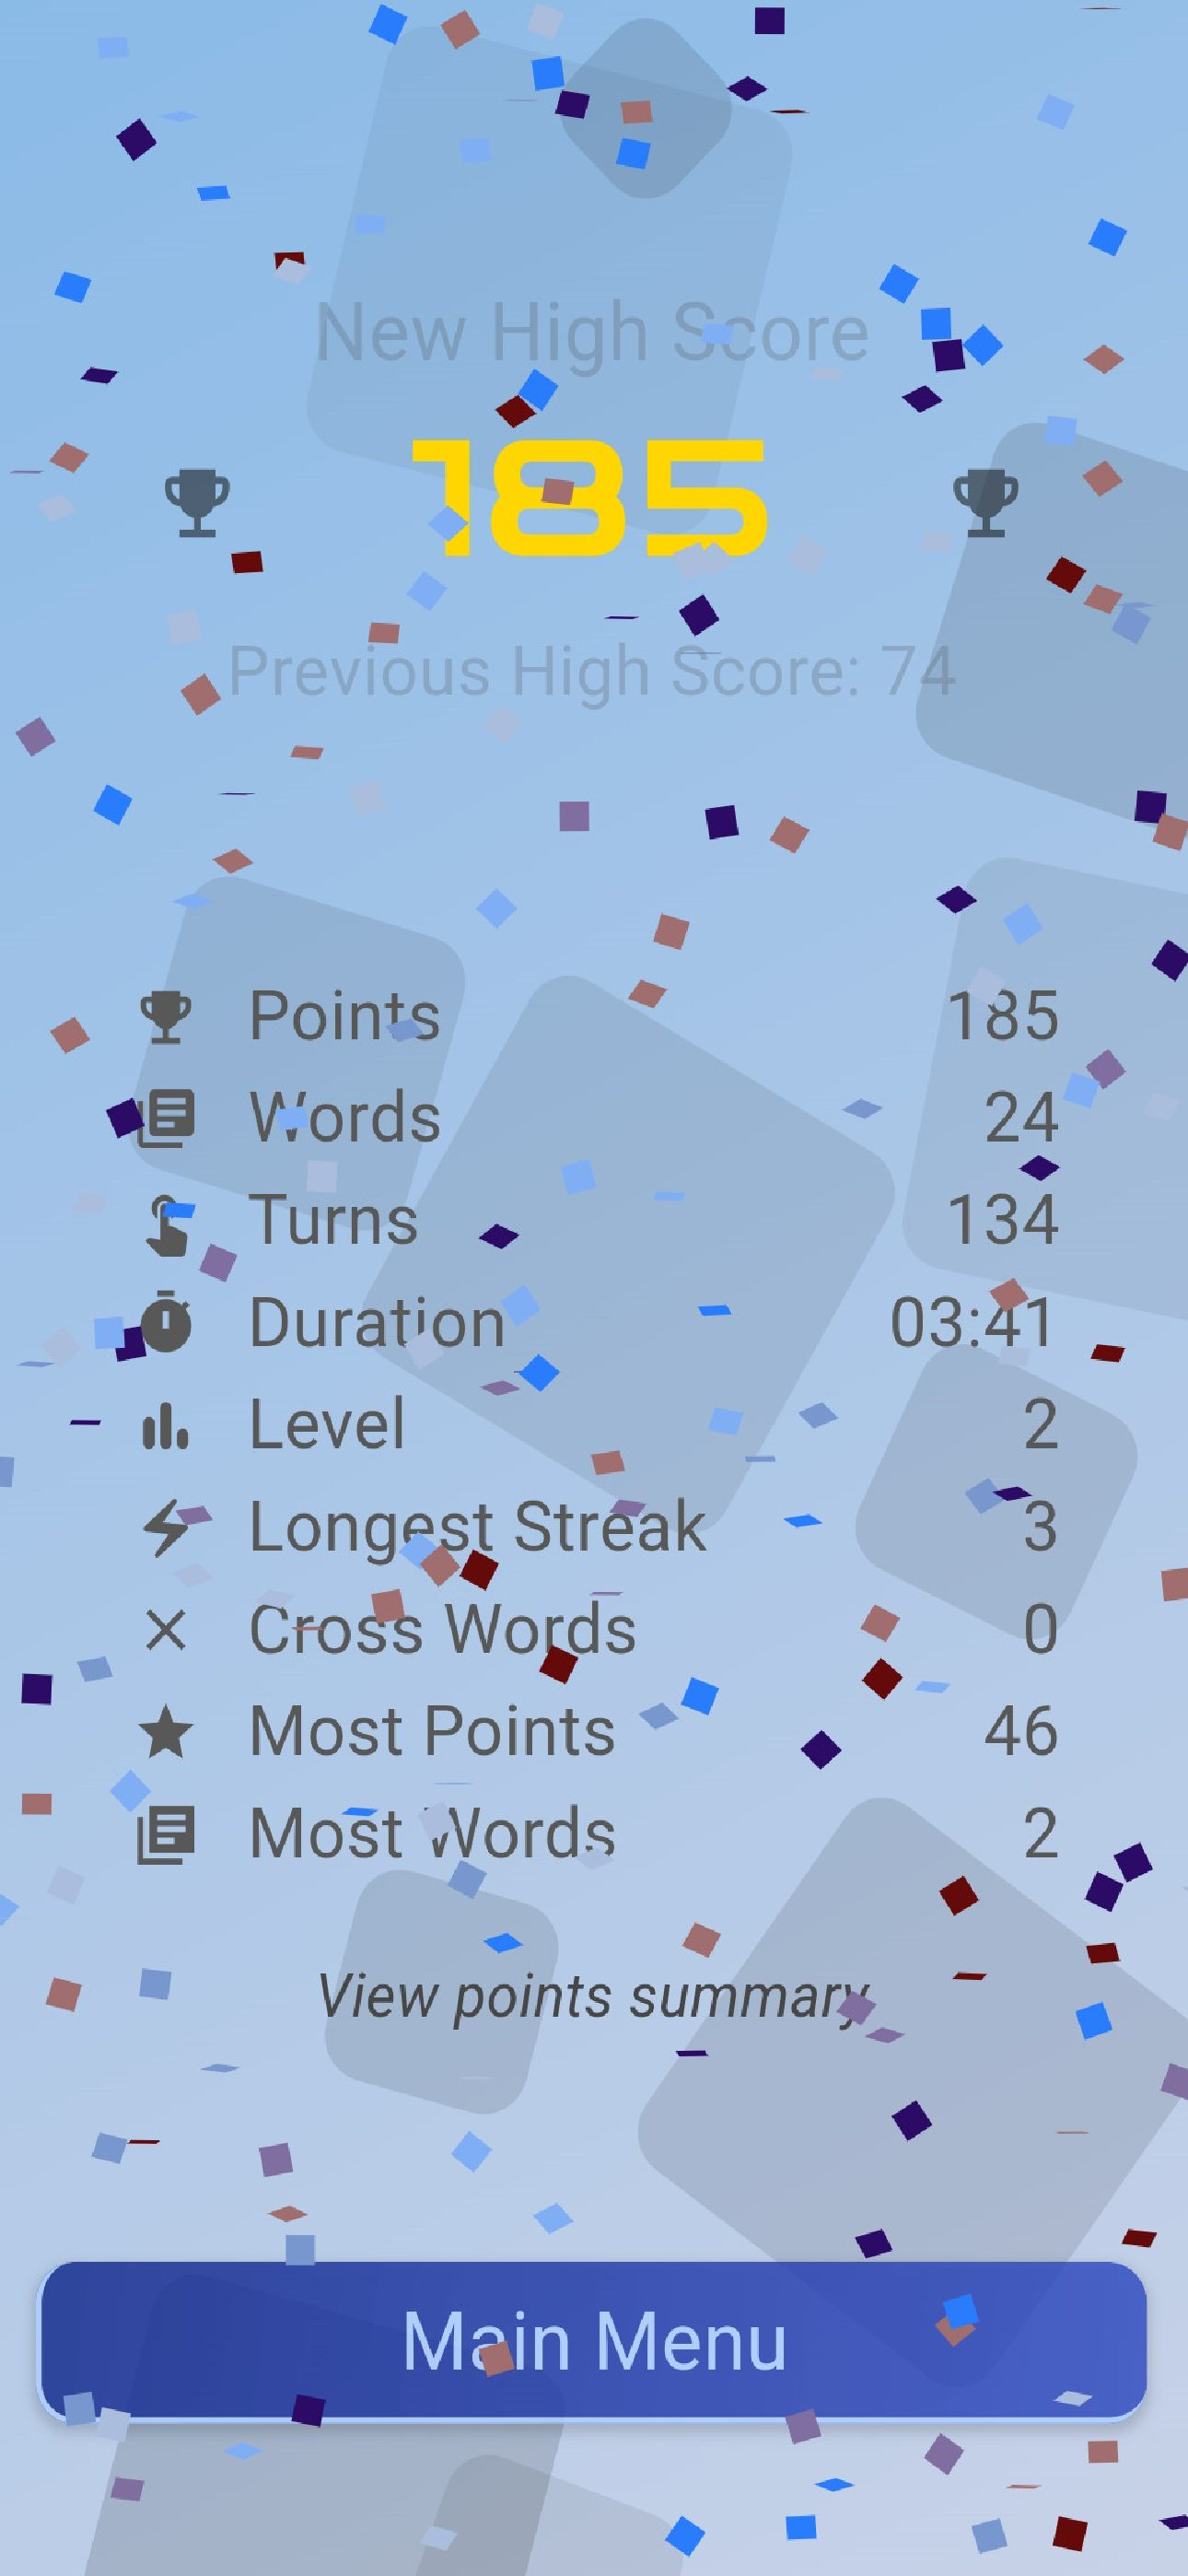 New High Score
185
Previous High Score: 74
Points 185
Words 24
Turns 134
Duration 03:41
Level 2
Longest Streak 3
Cross Words 0
Most Points 46
Most Words 2
View points summary
Main Menu